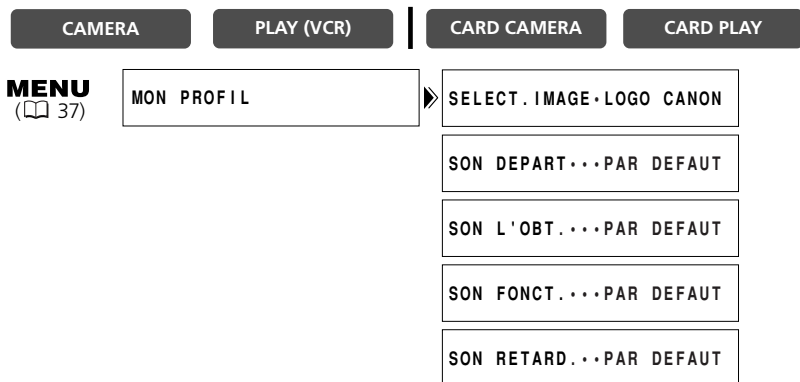 CAMERA PLAY (VCR) CARD CAMERA CARD PLAY
MENU MON PROFIL SELECT.IMAGE・LOGO CANON
(37)
SON DEPART・・・PAR DEFAUT
SON L'OBT.・・・PAR DEFAUT
SON FONCT.・・・PAR DEFAUT
SON RETARD.・・PAR DEFAUT